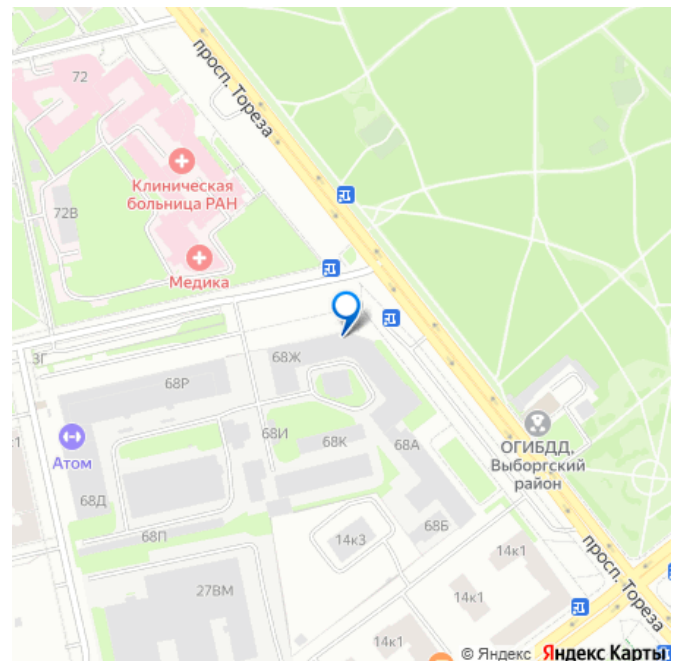 72
просп. Тореза
Клиническая
больница РАН
72В
Медика
3Г
68Ж
68Р
68И
68К
68А
Атом
ОГИБДД,
Выборгский
район
68Д
68П
68Б
14к3
14к1
просп. Тореза
27ВМ
14к1
14к1
© Яндекс Яндекс Карты